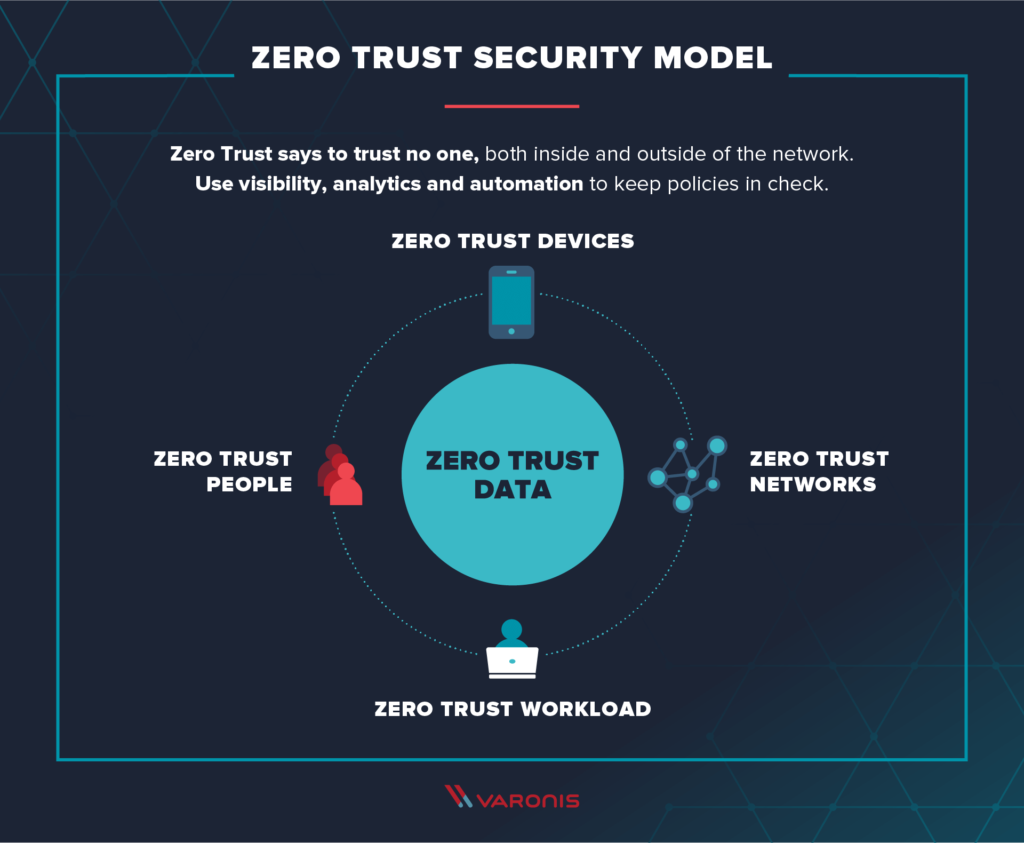 ZERO TRUST SECURITY MODEL
Zero Trust says to trust no one, both inside and outside of the network.
Use visibility, analytics and automation to keep policies in check.
ZERO TRUST DEVICES
ZERO TRUST
PEOPLE
ZERO TRUST
DATA
ZERO TRUST
NETWORKS
ZERO TRUST WORKLOAD
VARONIS